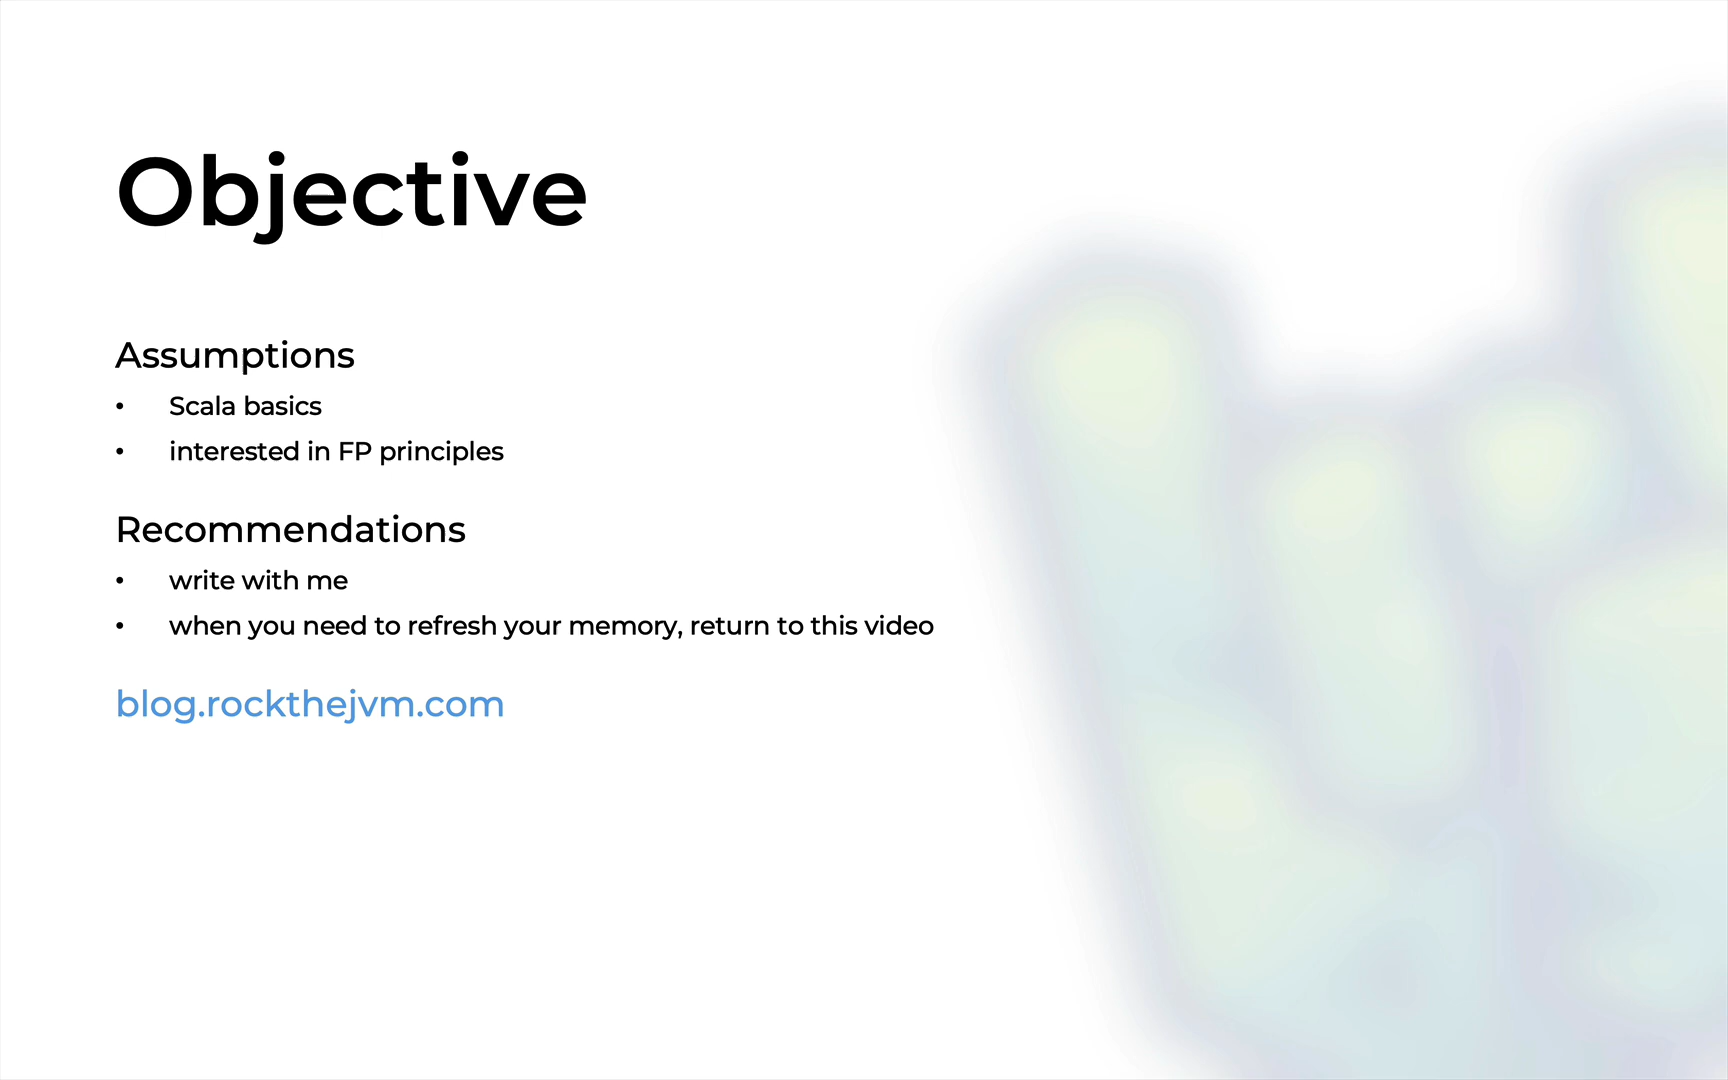 Objective
Assumptions
• Scala basics
• interested in FP principles
Recommendations
• write with me
• when you need to refresh your memory, return to this video
blog.rockthejvm.com